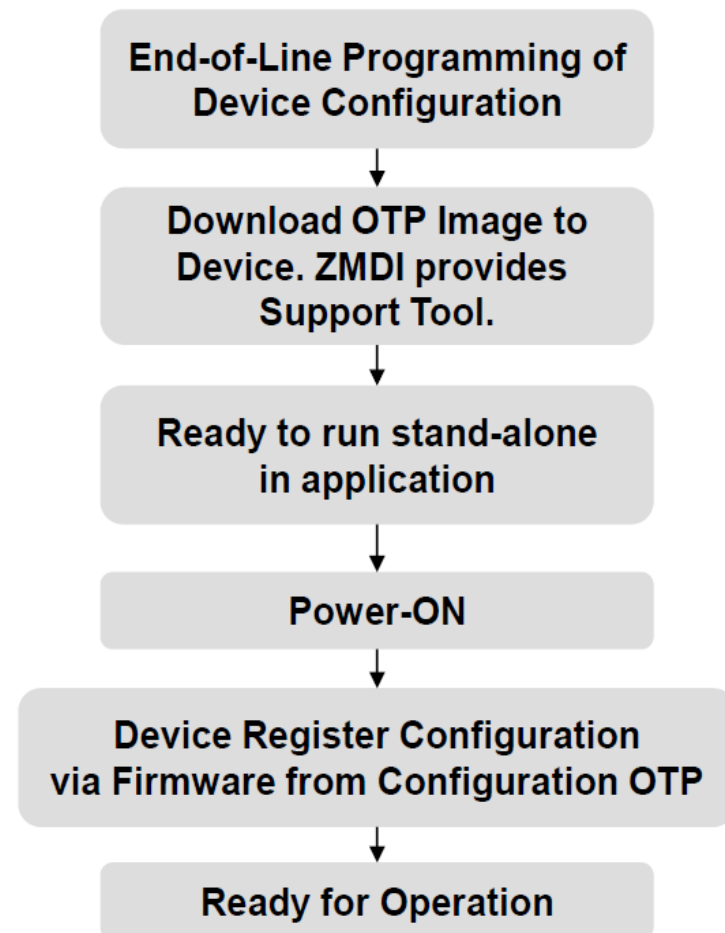 End-of-Line Programming of
Device Configuration
Download OTP Image to
Device. ZMDI provides
Support Tool.
Ready to run stand-alone
in application
Power-ON
Device Register Configuration
via Firmware from Configuration OTP
Ready for Operation